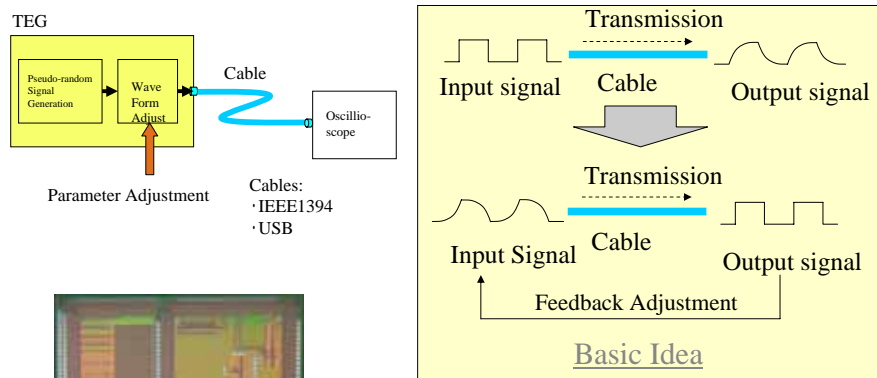 TEG
Pseudo-random
Signal
Generation
Wave
Form
Adjust
Cable
Oscillio-
scope
Parameter Adjustment
Cables:
・IEEE1394
・USB
Transmission
Input signal
Cable
Output signal
Transmission
Input Signal
Cable
Output signal
Feedback Adjustment
Basic Idea